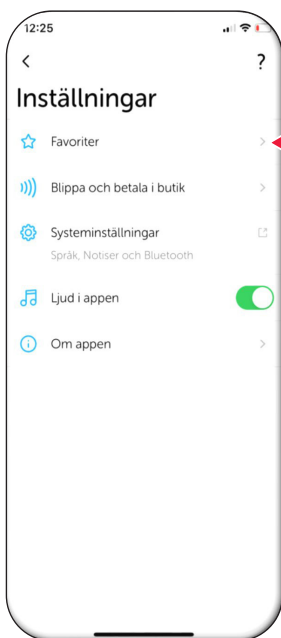 12:25
?
Inställningar
Favoriter
Blippa och betala i butik
Systeminställningar
Språk, Notiser och Bluetooth
Ljud i appen
Om appen